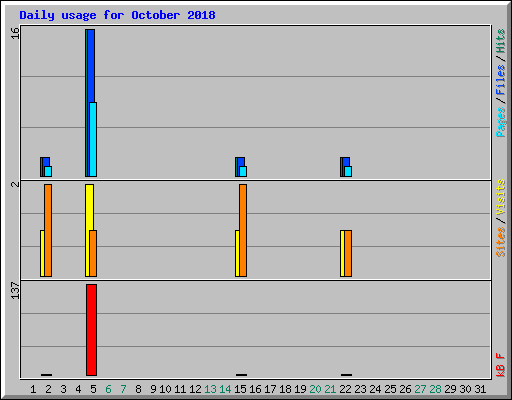 Daily usage for October 2018
16
2
137
Pages / Files / Hits
Sites / Visits
kB F
1 2 3 4 5 6 7 8 9 10 11 12 13 14 15 16 17 18 19 20 21 22 23 24 25 26 27 28 29 30 31